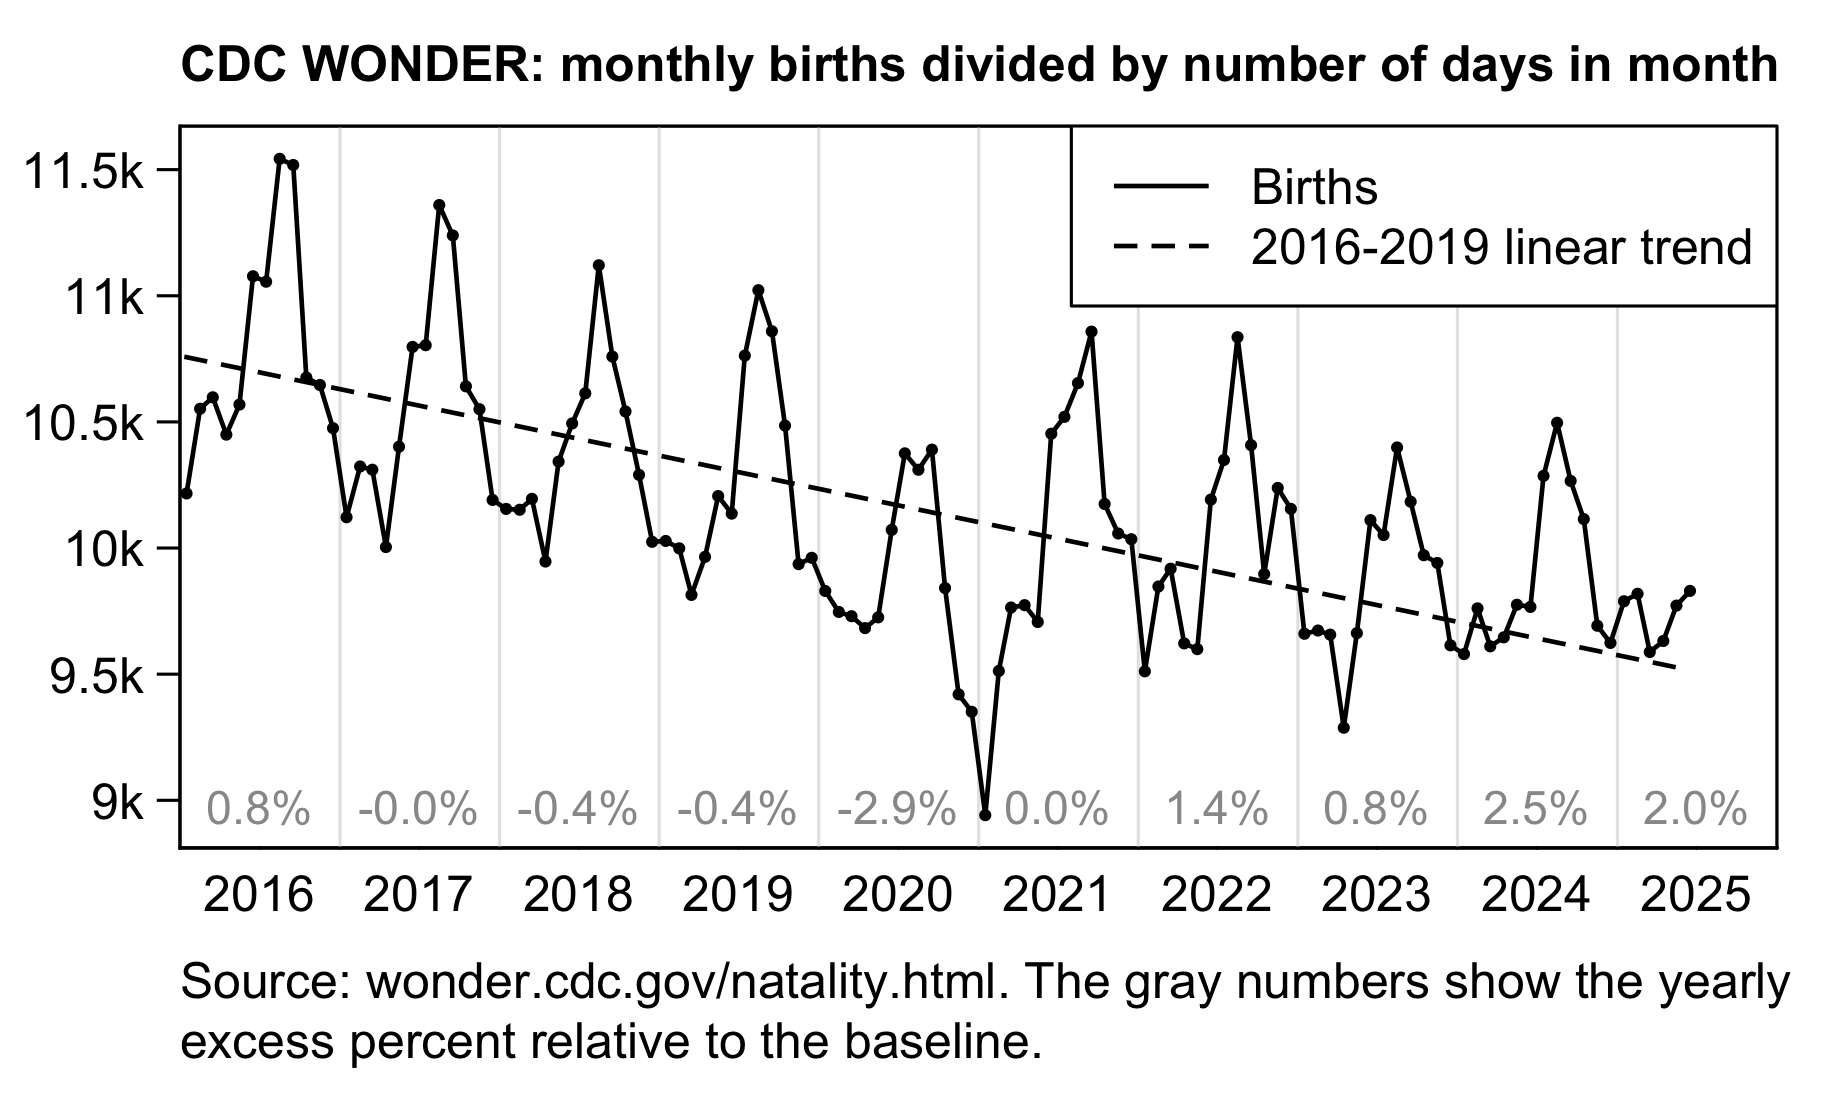 CDC WONDER: monthly births divided by number of days in month
11.5k
11k
10.5k
10k
9.5k
9k
Births
2016-2019 linear trend
0.8% -0.0% -0.4% -0.4% -2.9% 0.0% 1.4% 0.8% 2.5% 2.0%
2016 2017 2018 2019 2020 2021 2022 2023 2024 2025
Source: wonder.cdc.gov/natality.html. The gray numbers show the yearly
excess percent relative to the baseline.